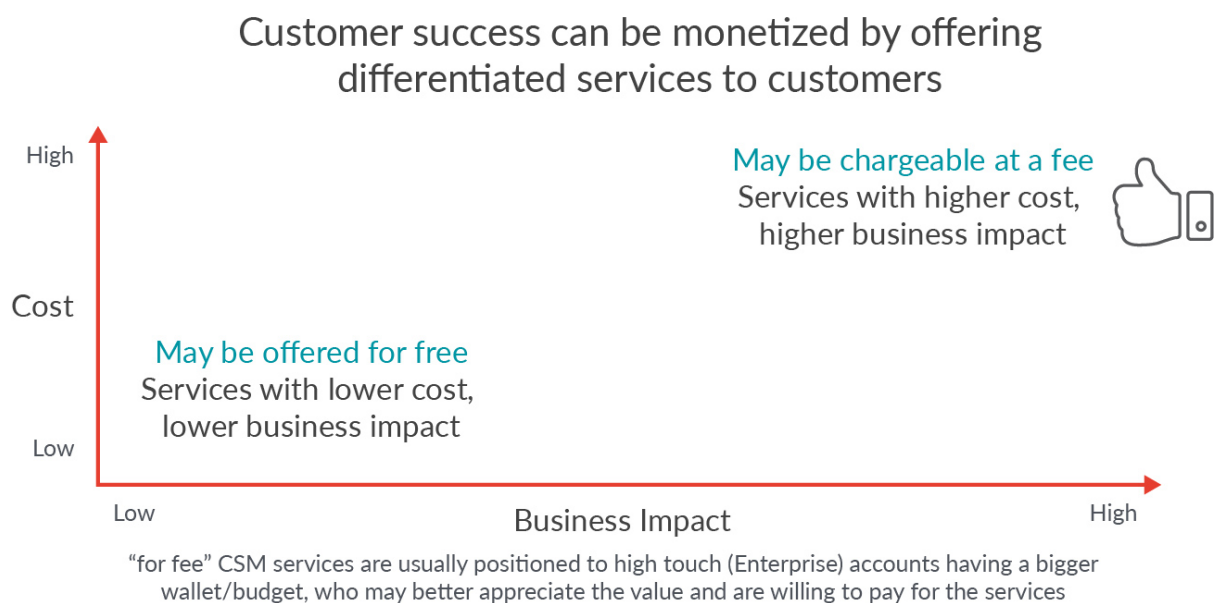 Customer success can be monetized by offering
differentiated services to customers
High
May be chargeable at a fee
Services with higher cost,
higher business impact
Cost
May be offered for free
Services with lower cost,
lower business impact
Low
Low
Business Impact
High
“for fee” CSM services are usually positioned to high touch (Enterprise) accounts having a bigger
wallet/budget, who may better appreciate the value and are willing to pay for the services